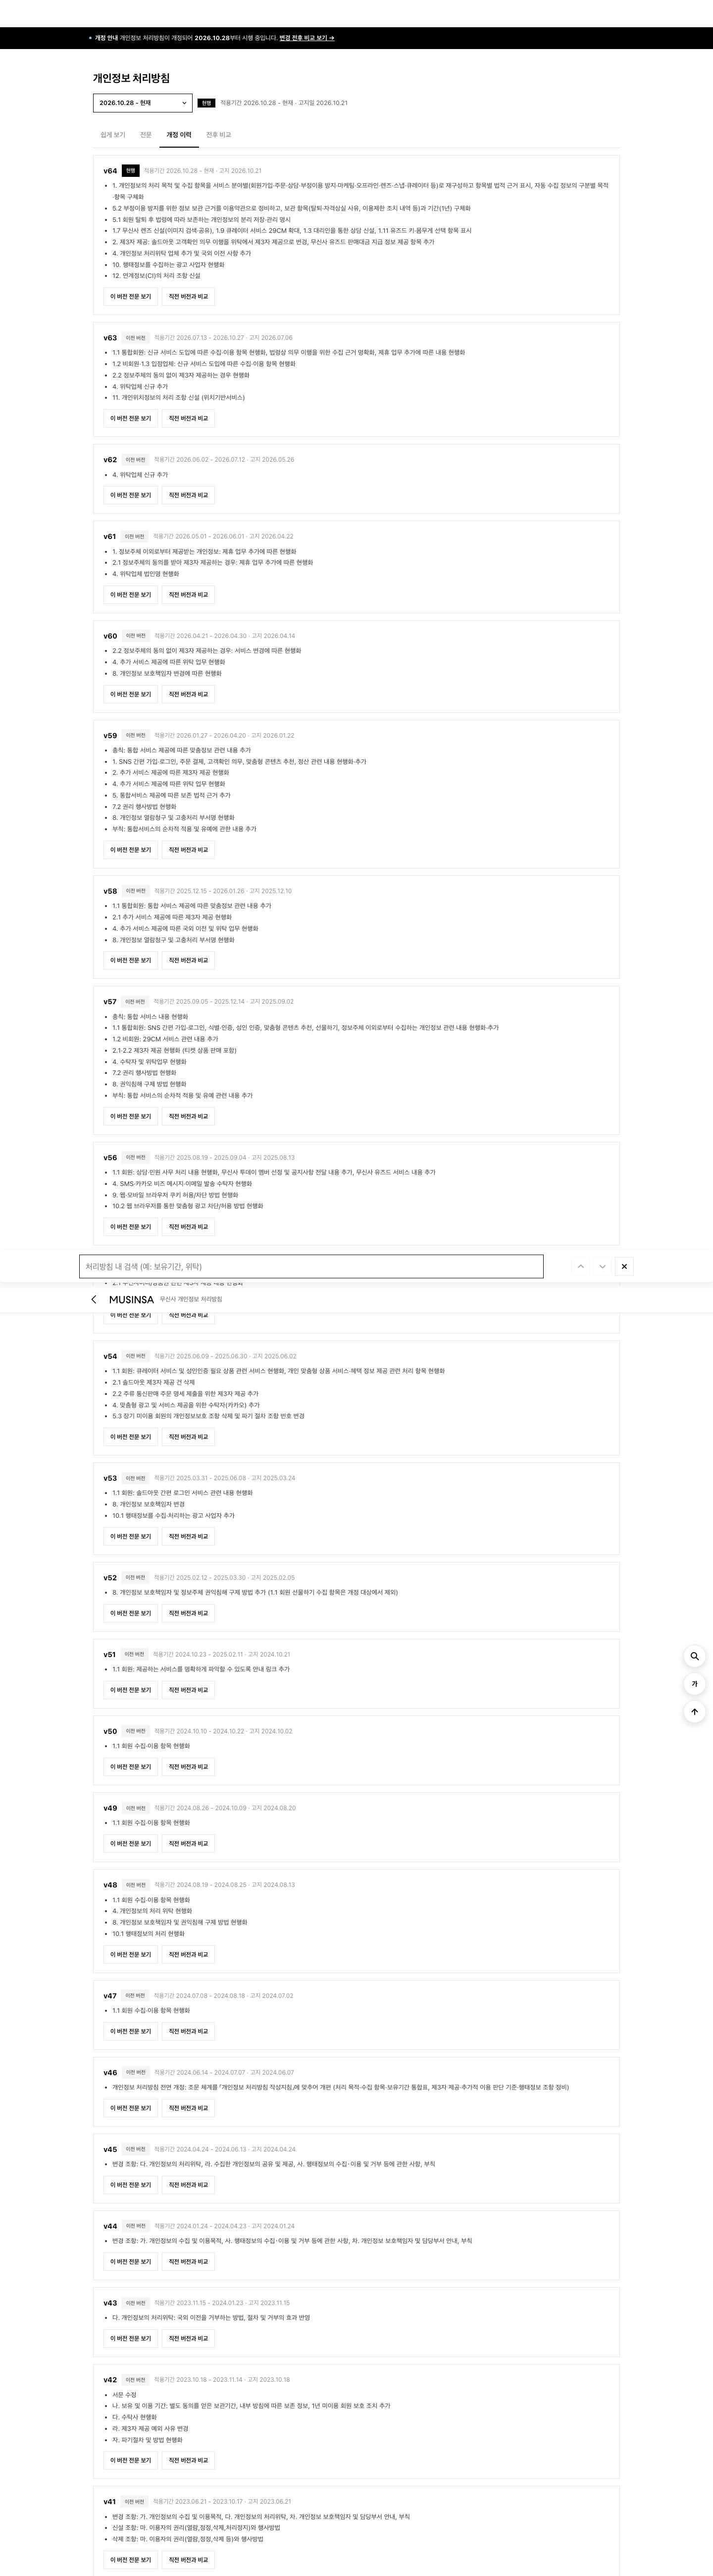 개정 안내 개인정보 처리방침이 개정되어 2026.10.28부터 시행 중입니다. 변경 전후 비교 보기 →
개인정보 처리방침
2026.10.28 - 현재
현행 적용기간 2026.10.28 - 현재 · 고지일 2026.10.21
쉽게 보기 전문 개정 이력 전후 비교
v64 현행 적용기간 2026.10.28 - 현재 · 고지 2026.10.21
• 1. 개인정보의 처리 목적 및 수집 항목을 서비스 분야별(회원가입·주문·상담·부정이용 방지·마케팅·오프라인·렌즈·스냅·큐레이터 등)로 재구성하고 항목별 법적 근거 표시, 자동 수집 정보의 구분별 목적
·항목 구체화
• 5.2 부정이용 방지를 위한 정보 보관 근거를 이용약관으로 정비하고, 보관 항목(탈퇴·자격상실 사유, 이용제한 조치 내역 등)과 기간(1년) 구체화
• 5.1 회원 탈퇴 후 법령에 따라 보존하는 개인정보의 분리 저장·관리 명시
• 1.7 무신사 렌즈 신설(이미지 검색·공유), 1.9 큐레이터 서비스 29CM 확대, 1.3 대리인을 통한 상담 신설, 1.11 유즈드 키·몸무게 선택 항목 표시
• 2. 제3자 제공: 솔드아웃 고객확인 의무 이행을 위탁에서 제3자 제공으로 변경, 무신사 유즈드 판매대금 지급 정보 제공 항목 추가
• 4. 개인정보 처리위탁 업체 추가 및 국외 이전 사항 추가
• 10. 행태정보를 수집하는 광고 사업자 현행화
• 12. 연계정보(CI)의 처리 조항 신설
이 버전 전문 보기 직전 버전과 비교
v63 이전 버전 적용기간 2026.07.13 - 2026.10.27 · 고지 2026.07.06
• 1.1 통합회원: 신규 서비스 도입에 따른 수집·이용 항목 현행화, 법령상 의무 이행을 위한 수집 근거 명확화, 제휴 업무 추가에 따른 내용 현행화
• 1.2 비회원·1.3 입점업체: 신규 서비스 도입에 따른 수집·이용 항목 현행화
• 2.2 정보주체의 동의 없이 제3자 제공하는 경우 현행화
• 4. 위탁업체 신규 추가
• 11. 개인위치정보의 처리 조항 신설 (위치기반서비스)
이 버전 전문 보기 직전 버전과 비교
v62 이전 버전 적용기간 2026.06.02 - 2026.07.12 · 고지 2026.05.26
• 4. 위탁업체 신규 추가
이 버전 전문 보기 직전 버전과 비교
v61 이전 버전 적용기간 2026.05.01 - 2026.06.01 · 고지 2026.04.22
• 1. 정보주체 이외로부터 제공받는 개인정보: 제휴 업무 추가에 따른 현행화
• 2.1 정보주체의 동의를 받아 제3자 제공하는 경우: 제휴 업무 추가에 따른 현행화
• 4. 위탁업체 법인명 현행화
이 버전 전문 보기 직전 버전과 비교
v60 이전 버전 적용기간 2026.04.21 - 2026.04.30 · 고지 2026.04.14
• 2.2 정보주체의 동의 없이 제3자 제공하는 경우: 서비스 변경에 따른 현행화
• 4. 추가 서비스 제공에 따른 위탁 업무 현행화
• 8. 개인정보 보호책임자 변경에 따른 현행화
이 버전 전문 보기 직전 버전과 비교
v59 이전 버전 적용기간 2026.01.27 - 2026.04.20 · 고지 2026.01.22
• 총칙: 통합 서비스 제공에 따른 맞춤정보 관련 내용 추가
• 1. SNS 간편 가입·로그인, 주문 결제, 고객확인 의무, 맞춤형 콘텐츠 추천, 정산 관련 내용 현행화·추가
• 2. 추가 서비스 제공에 따른 제3자 제공 현행화
• 4. 추가 서비스 제공에 따른 위탁 업무 현행화
• 5. 통합서비스 제공에 따른 보존 법적 근거 추가
• 7.2 권리 행사방법 현행화
• 8. 개인정보 열람청구 및 고충처리 부서명 현행화
• 부칙: 통합서비스의 순차적 적용 및 유예에 관한 내용 추가
이 버전 전문 보기 직전 버전과 비교
v58 이전 버전 적용기간 2025.12.15 - 2026.01.26 · 고지 2025.12.10
• 1.1 통합회원: 통합 서비스 제공에 따른 맞춤정보 관련 내용 추가
• 2.1 추가 서비스 제공에 따른 제3자 제공 현행화
• 4. 추가 서비스 제공에 따른 국외 이전 및 위탁 업무 현행화
• 8. 개인정보 열람청구 및 고충처리 부서명 현행화
이 버전 전문 보기 직전 버전과 비교
v57 이전 버전 적용기간 2025.09.05 - 2025.12.14 · 고지 2025.09.02
• 총칙: 통합 서비스 내용 현행화
• 1.1 통합회원: SNS 간편 가입·로그인, 식별·인증, 성인 인증, 맞춤형 콘텐츠 추천, 선물하기, 정보주체 이외로부터 수집하는 개인정보 관련 내용 현행화·추가
• 1.2 비회원: 29CM 서비스 관련 내용 추가
• 2.1·2.2 제3자 제공 현행화 (티켓 상품 판매 포함)
• 4. 수탁자 및 위탁업무 현행화
• 7.2 권리 행사방법 현행화
• 8. 권익침해 구제 방법 현행화
• 부칙: 통합 서비스의 순차적 적용 및 유예 관련 내용 추가
이 버전 전문 보기 직전 버전과 비교
v56 이전 버전 적용기간 2025.08.19 - 2025.09.04 · 고지 2025.08.13
• 1.1 회원: 상담·민원 사무 처리 내용 현행화, 무신사 투데이 멤버 선정 및 공지사항 전달 내용 추가, 무신사 유즈드 서비스 내용 추가
• 4. SMS·카카오 비즈 메시지·이메일 발송 수탁자 현행화
• 9. 웹·모바일 브라우저 쿠키 허용/차단 방법 현행화
• 10.2 웹 브라우저를 통한 맞춤형 광고 차단/허용 방법 현행화
이 버전 전문 보기 직전 버전과 비교
처리방침 내 검색 (예: 보유기간, 위탁)
MUSINSA 무신사 개인정보 처리방침
이 버전 전문 보기 직전 버전과 비교
v54 이전 버전 적용기간 2025.06.09 - 2025.06.30 · 고지 2025.06.02
• 1.1 회원: 큐레이터 서비스 및 성인인증 필요 상품 관련 서비스 현행화, 개인 맞춤형 상품 서비스·혜택 정보 제공 관련 처리 항목 현행화
• 2.1 솔드아웃 제3자 제공 건 삭제
• 2.2 주류 통신판매 주문 명세 제출을 위한 제3자 제공 추가
• 4. 맞춤형 광고 및 서비스 제공을 위한 수탁자(카카오) 추가
• 5.3 장기 미이용 회원의 개인정보보호 조항 삭제 및 파기 절차 조항 번호 변경
이 버전 전문 보기 직전 버전과 비교
v53 이전 버전 적용기간 2025.03.31 - 2025.06.08 · 고지 2025.03.24
• 1.1 회원: 솔드아웃 간편 로그인 서비스 관련 내용 현행화
• 8. 개인정보 보호책임자 변경
• 10.1 행태정보를 수집·처리하는 광고 사업자 추가
이 버전 전문 보기 직전 버전과 비교
v52 이전 버전 적용기간 2025.02.12 - 2025.03.30 · 고지 2025.02.05
• 8. 개인정보 보호책임자 및 정보주체 권익침해 구제 방법 추가 (1.1 회원 선물하기 수집 항목은 개정 대상에서 제외)
이 버전 전문 보기 직전 버전과 비교
v51 이전 버전 적용기간 2024.10.23 - 2025.02.11 · 고지 2024.10.21
• 1.1 회원: 제공하는 서비스를 명확하게 파악할 수 있도록 안내 링크 추가
이 버전 전문 보기 직전 버전과 비교
가
v50 이전 버전 적용기간 2024.10.10 - 2024.10.22 · 고지 2024.10.02
• 1.1 회원 수집·이용 항목 현행화
이 버전 전문 보기 직전 버전과 비교
v49 이전 버전 적용기간 2024.08.26 - 2024.10.09 · 고지 2024.08.20
• 1.1 회원 수집·이용 항목 현행화
이 버전 전문 보기 직전 버전과 비교
v48 이전 버전 적용기간 2024.08.19 - 2024.08.25 · 고지 2024.08.13
• 1.1 회원 수집·이용 항목 현행화
• 4. 개인정보의 처리 위탁 현행화
• 8. 개인정보 보호책임자 및 권익침해 구제 방법 현행화
• 10.1 행태정보의 처리 현행화
이 버전 전문 보기 직전 버전과 비교
v47 이전 버전 적용기간 2024.07.08 - 2024.08.18 · 고지 2024.07.02
• 1.1 회원 수집·이용 항목 현행화
이 버전 전문 보기 직전 버전과 비교
v46 이전 버전 적용기간 2024.06.14 - 2024.07.07 · 고지 2024.06.07
• 개인정보 처리방침 전면 개정: 조문 체계를 「개인정보 처리방침 작성지침」에 맞추어 개편 (처리 목적·수집 항목·보유기간 통합표, 제3자 제공·추가적 이용 판단 기준·행태정보 조항 정비)
이 버전 전문 보기 직전 버전과 비교
v45 이전 버전 적용기간 2024.04.24 - 2024.06.13 · 고지 2024.04.24
• 변경 조항: 다. 개인정보의 처리위탁, 라. 수집한 개인정보의 공유 및 제공, 사. 행태정보의 수집·이용 및 거부 등에 관한 사항, 부칙
이 버전 전문 보기 직전 버전과 비교
v44 이전 버전 적용기간 2024.01.24 - 2024.04.23 · 고지 2024.01.24
• 변경 조항: 가. 개인정보의 수집 및 이용목적, 사. 행태정보의 수집·이용 및 거부 등에 관한 사항, 차. 개인정보 보호책임자 및 담당부서 안내, 부칙
이 버전 전문 보기 직전 버전과 비교
v43 이전 버전 적용기간 2023.11.15 - 2024.01.23 · 고지 2023.11.15
• 다. 개인정보의 처리위탁: 국외 이전을 거부하는 방법, 절차 및 거부의 효과 반영
이 버전 전문 보기 직전 버전과 비교
v42 이전 버전 적용기간 2023.10.18 - 2023.11.14 · 고지 2023.10.18
• 서문 수정
• 나. 보유 및 이용 기간: 별도 동의를 얻은 보관기간, 내부 방침에 따른 보존 정보, 1년 미이용 회원 보호 조치 추가
• 다. 수탁사 현행화
• 라. 제3자 제공 예외 사유 변경
• 자. 파기절차 및 방법 현행화
이 버전 전문 보기 직전 버전과 비교
v41 이전 버전 적용기간 2023.06.21 - 2023.10.17 · 고지 2023.06.21
• 변경 조항: 가. 개인정보의 수집 및 이용목적, 다. 개인정보의 처리위탁, 차. 개인정보 보호책임자 및 담당부서 안내, 부칙
• 신설 조항: 마. 이용자의 권리(열람,정정,삭제,처리정지)와 행사방법
• 삭제 조항: 마. 이용자의 권리(열람,정정,삭제 등)와 행사방법
이 버전 전문 보기 직전 버전과 비교